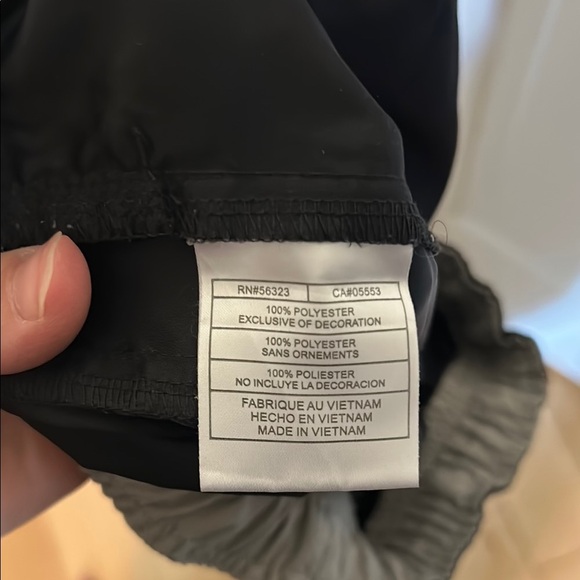 RN#56323 CA#05553
100% POLYESTER
EXCLUSIVE OF DECORATION
100% POLYESTER
SANS ORNEMENTS
100% POLIESTER
NO INCLUYE LA DECORACION
FABRIQUE AU VIETNAM
HECHO EN VIETNAM
MADE IN VIETNAM